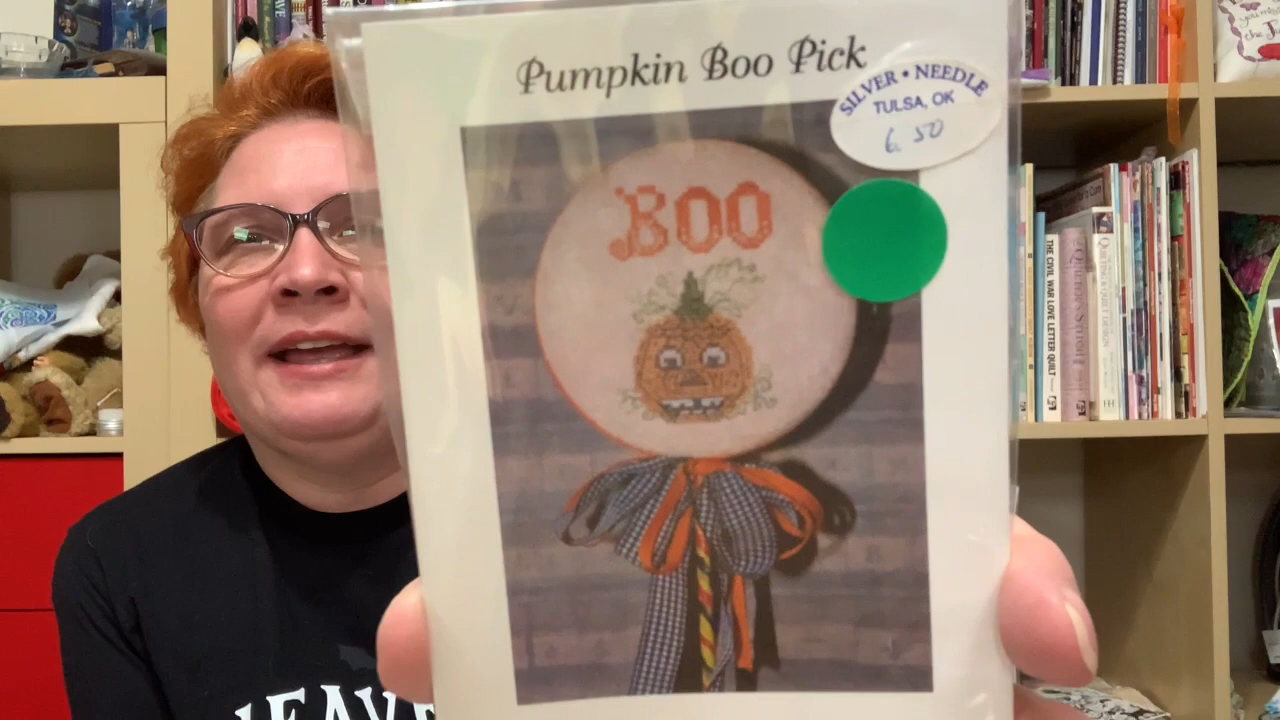 Pumpkin Boo Pick
SILVER • NEEDLE
TULSA, OK
6.50
BOO
THE CIVIL WAR LOVE LETTER QUILT